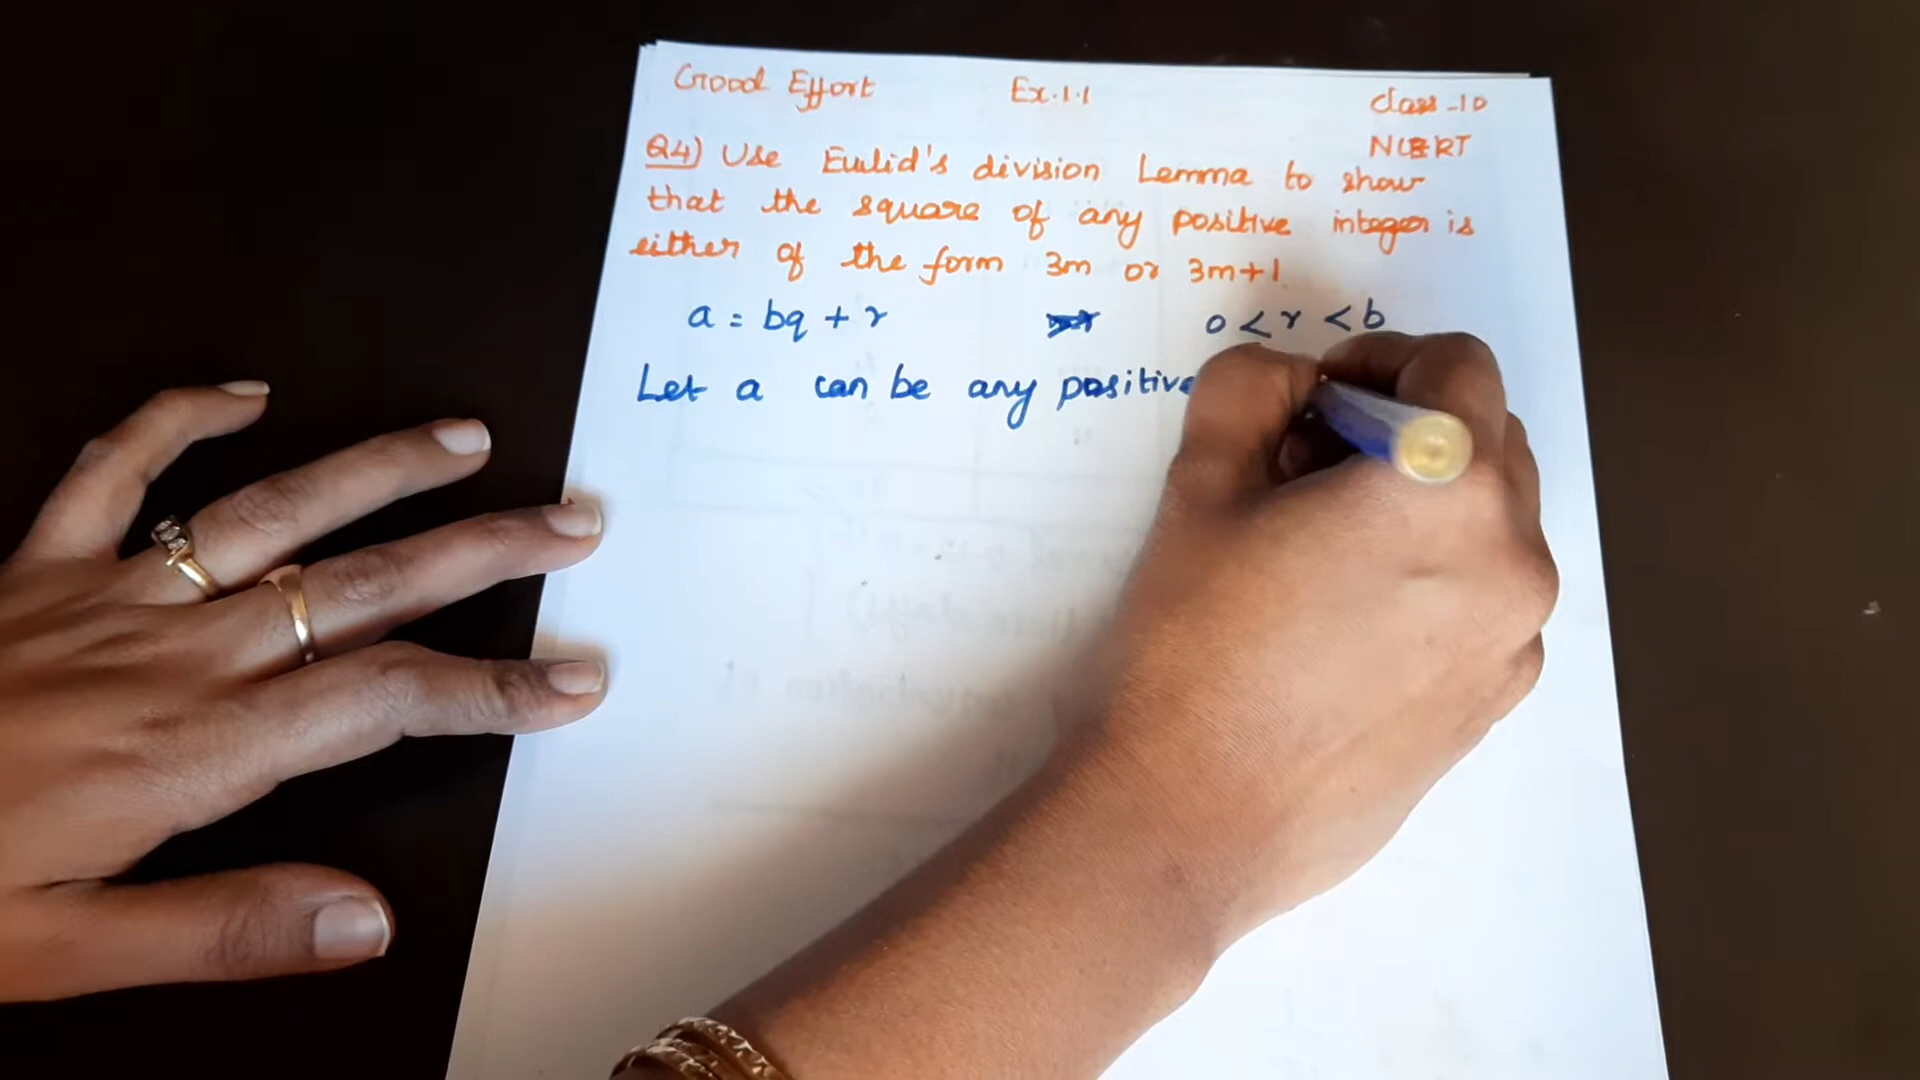 Good Effort Ex.1.1 Class-10
NCERT
Q4) Use Eulid's division Lemma to show
that the square of any positive integer is
either of the form 3m or 3m+1.
a = bq + r 0 < r < b
Let a can be any positive